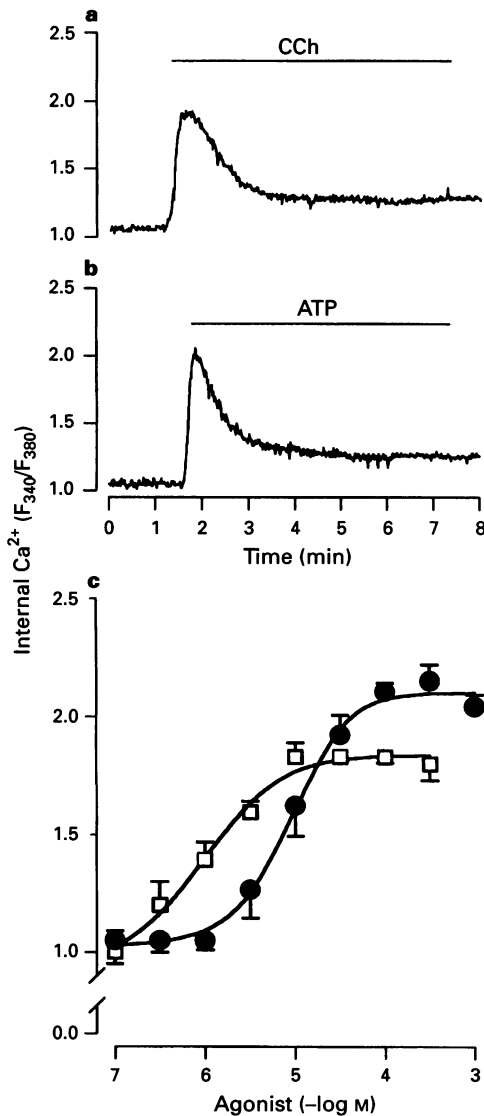 a
2.5
CCh
2.0
1.5
1.0
b
2.5
ATP
2.0
1.5
1.0
0 1 2 3 4 5 6 7 8
Time (min)
Internal Ca²⁺ (F₃₄₀/F₃₈₀)
c
2.5
2.0
1.5
1.0
0.0
7 6 5 4 3
Agonist (−log M)